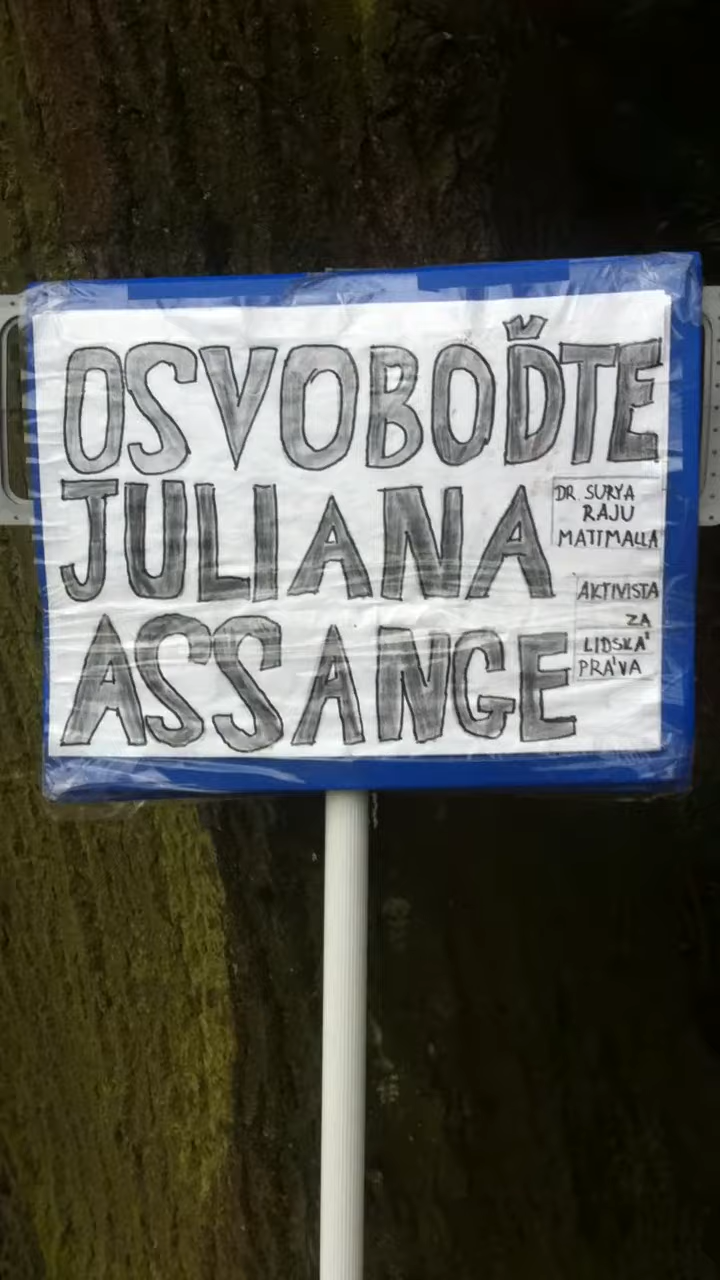 OSVOBOĎTE
JULIANA
ASSANGE
DR. SURYA
RAJU
MATIMALLA
AKTIVISTA
ZA
LIDSKÁ
PRÁVA